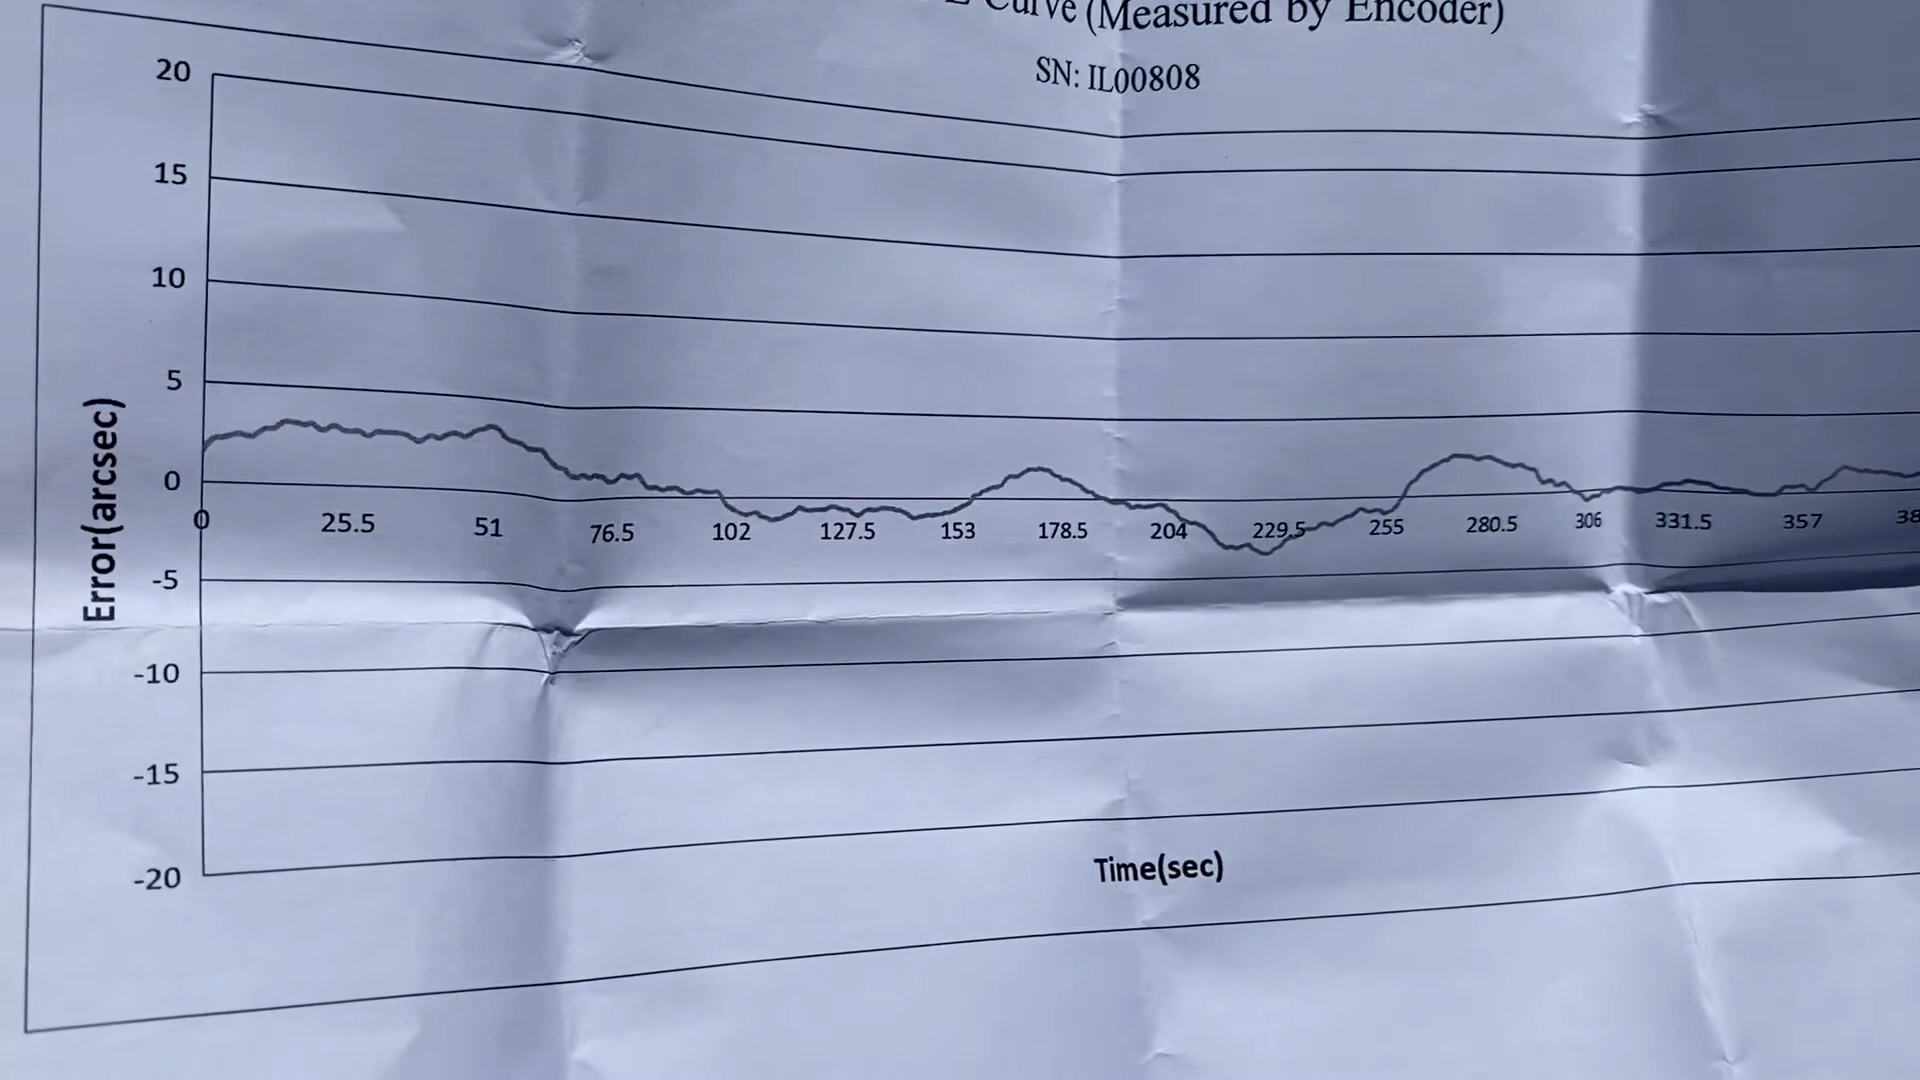 Curve (Measured by Encoder)
SN: IL00808
20
15
10
5
0
-5
-10
-15
-20
Error(arcsec)
0 25.5 51 76.5 102 127.5 153 178.5 204 229.5 255 280.5 306 331.5 357
Time(sec)